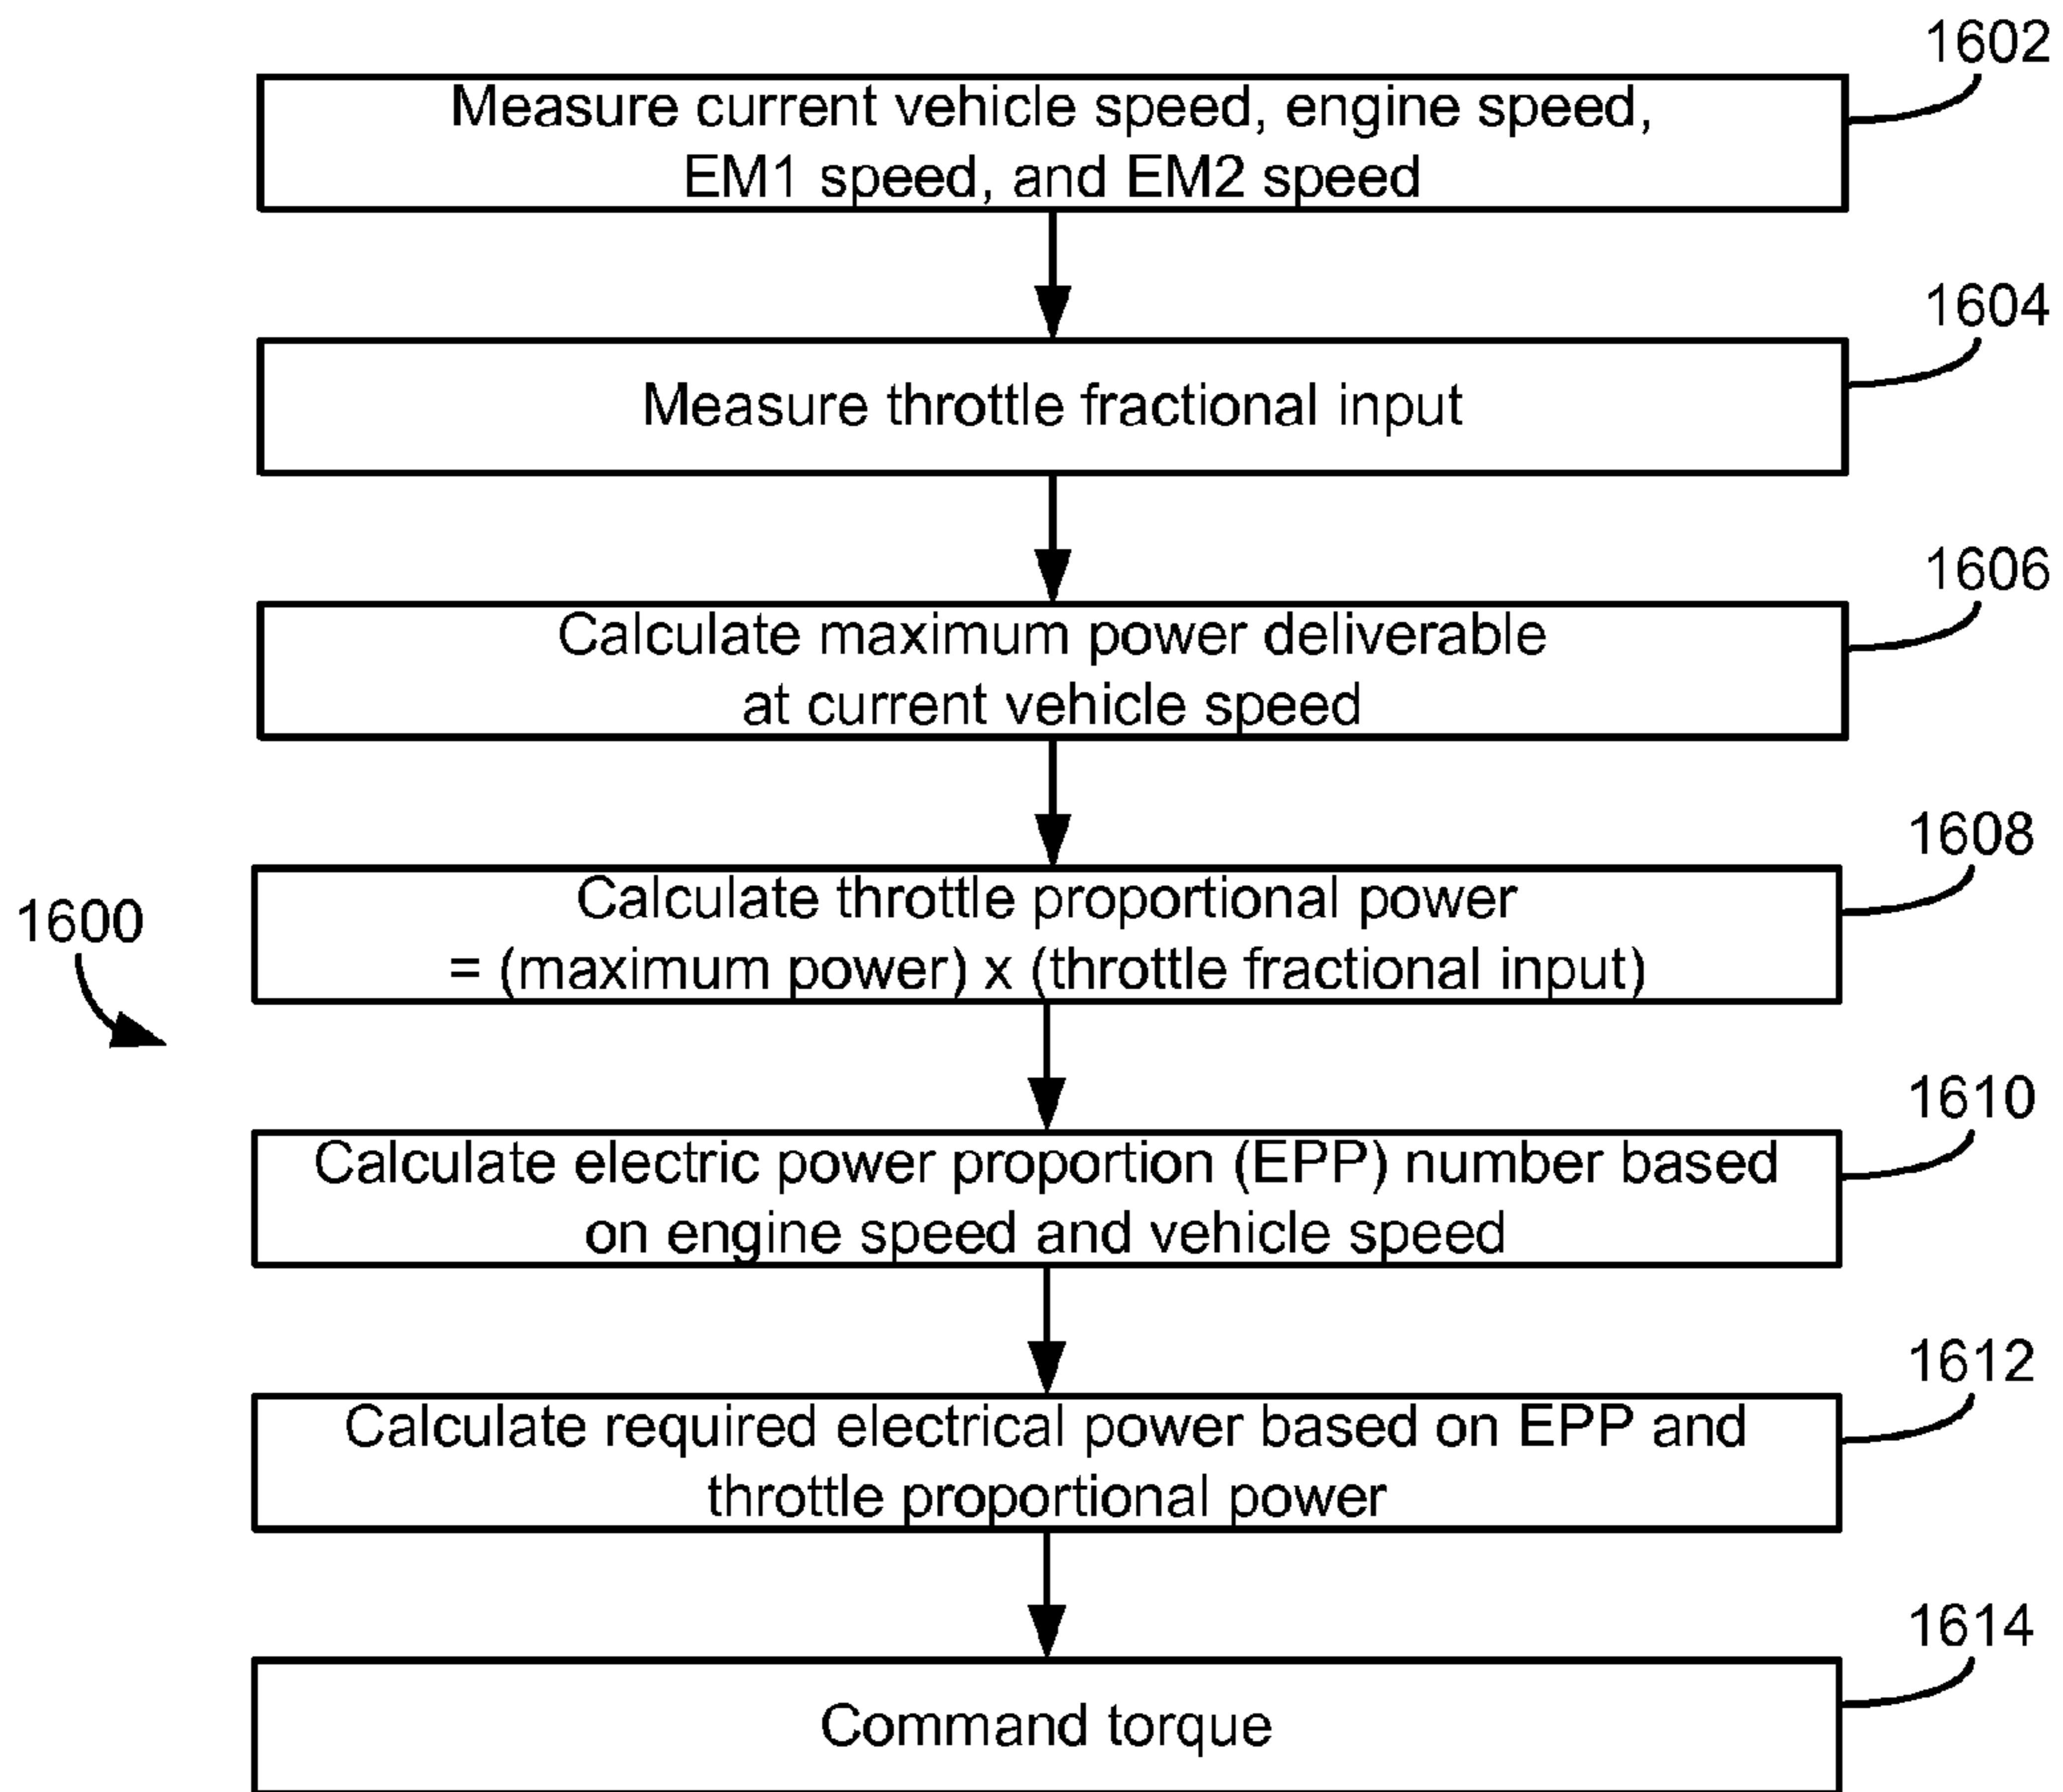 1602
Measure current vehicle speed, engine speed,
EM1 speed, and EM2 speed
1604
Measure throttle fractional input
1606
Calculate maximum power deliverable
at current vehicle speed
1608
Calculate throttle proportional power
= (maximum power) x (throttle fractional input)
1600
1610
Calculate electric power proportion (EPP) number based
on engine speed and vehicle speed
1612
Calculate required electrical power based on EPP and
throttle proportional power
1614
Command torque